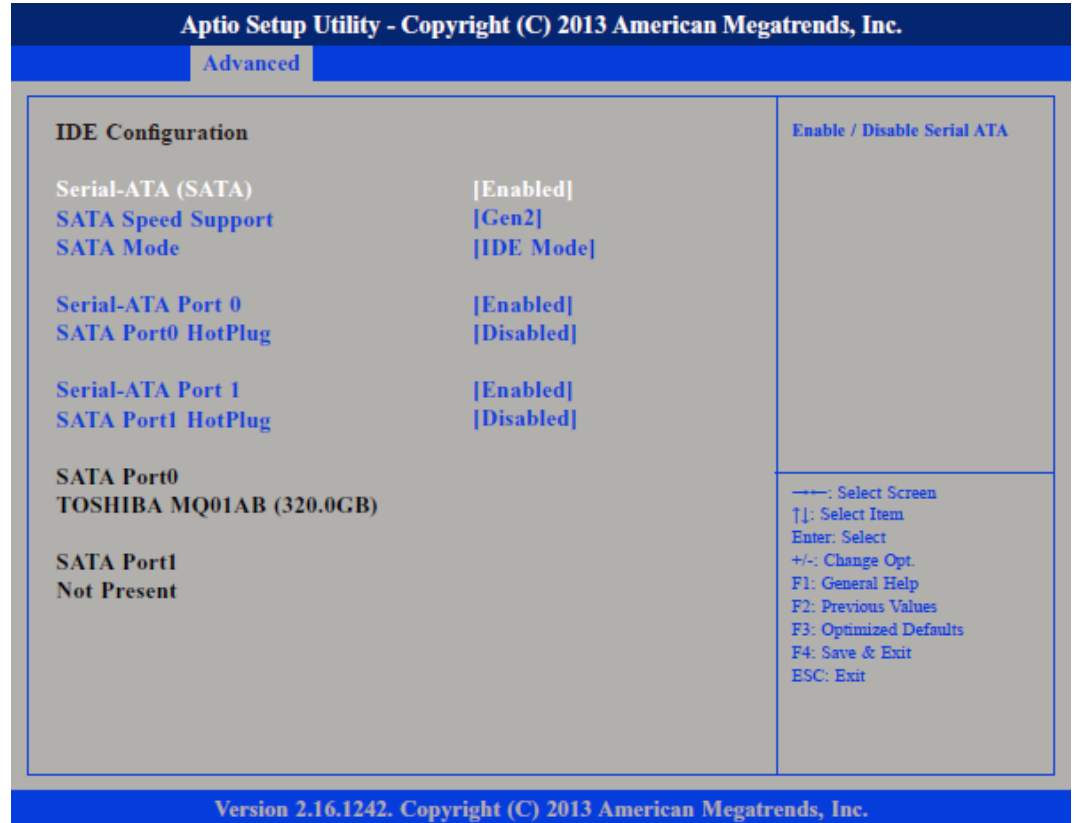 Aptio Setup Utility - Copyright (C) 2013 American Megatrends, Inc.
Advanced
IDE Configuration
Serial-ATA (SATA) [Enabled]
SATA Speed Support [Gen2]
SATA Mode [IDE Mode]
Serial-ATA Port 0 [Enabled]
SATA Port0 HotPlug [Disabled]
Serial-ATA Port 1 [Enabled]
SATA Port1 HotPlug [Disabled]
SATA Port0
TOSHIBA MQ01AB (320.0GB)
SATA Port1
Not Present
Enable / Disable Serial ATA
→←: Select Screen
↑↓: Select Item
Enter: Select
+/-: Change Opt.
F1: General Help
F2: Previous Values
F3: Optimized Defaults
F4: Save & Exit
ESC: Exit
Version 2.16.1242. Copyright (C) 2013 American Megatrends, Inc.